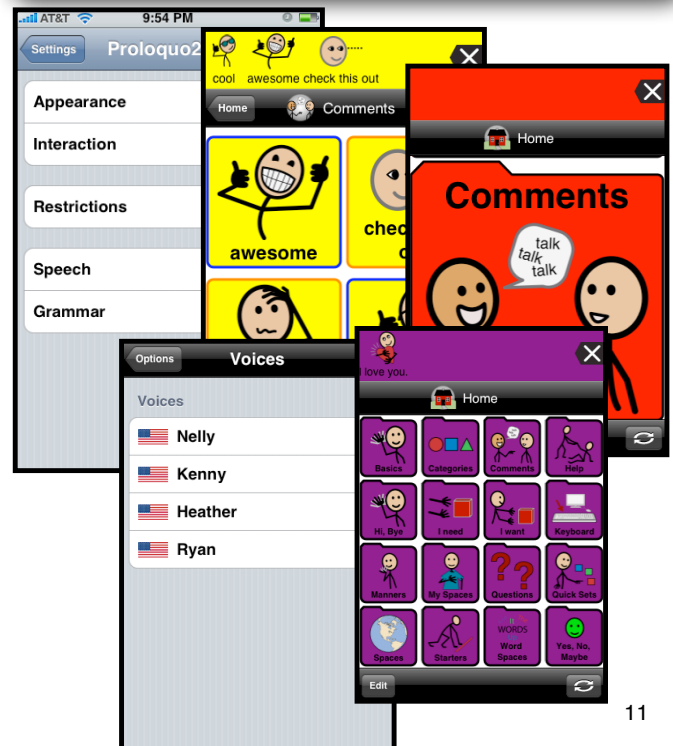 AT&T 9:54 PM
Settings Proloquo2
Appearance
Interaction
Restrictions
Speech
Grammar
cool awesome check this out
Home Comments
awesome
Home
Comments
talk
talk
talk
Options Voices
Voices
Nelly
Kenny
Heather
Ryan
I love you.
Home
Basics Categories Comments Help
Hi, Bye I need I want Keyboard
Manners My Spaces Questions Quick Sets
WORDS
Spaces Starters Word Spaces Yes, No, Maybe
Edit
11